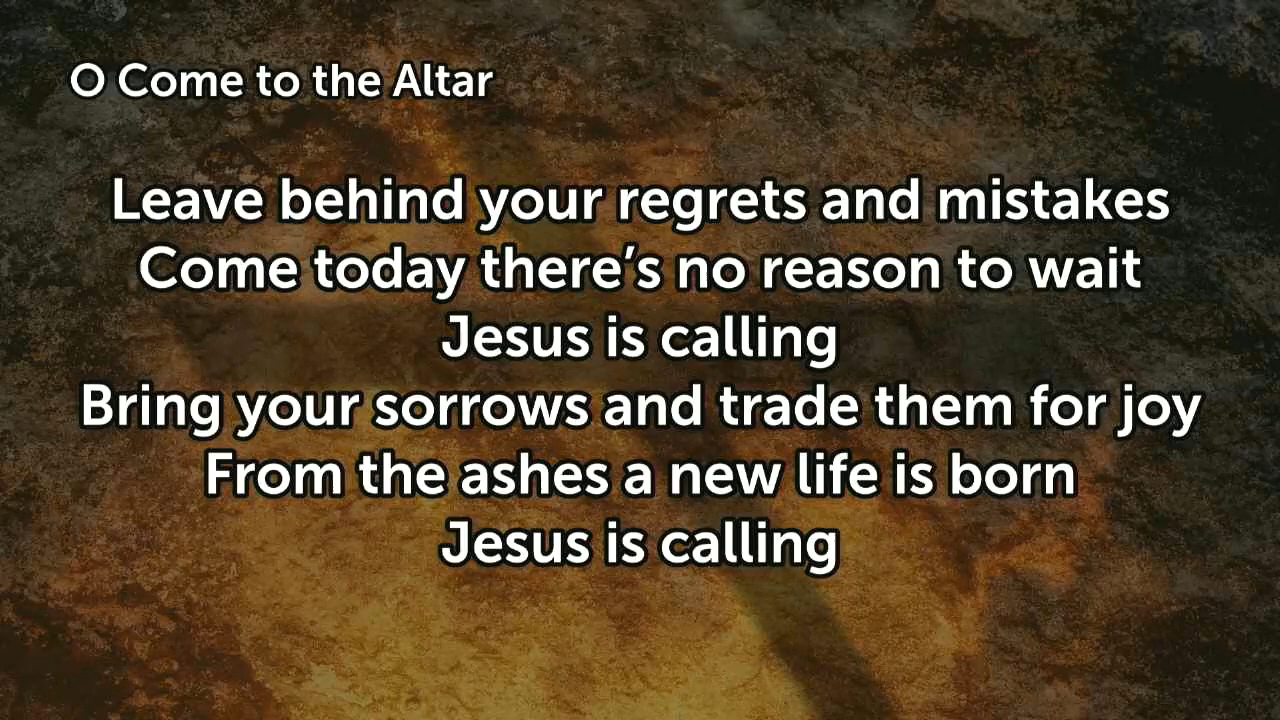 O Come to the Altar
Leave behind your regrets and mistakes
Come today there’s no reason to wait
Jesus is calling
Bring your sorrows and trade them for joy
From the ashes a new life is born
Jesus is calling